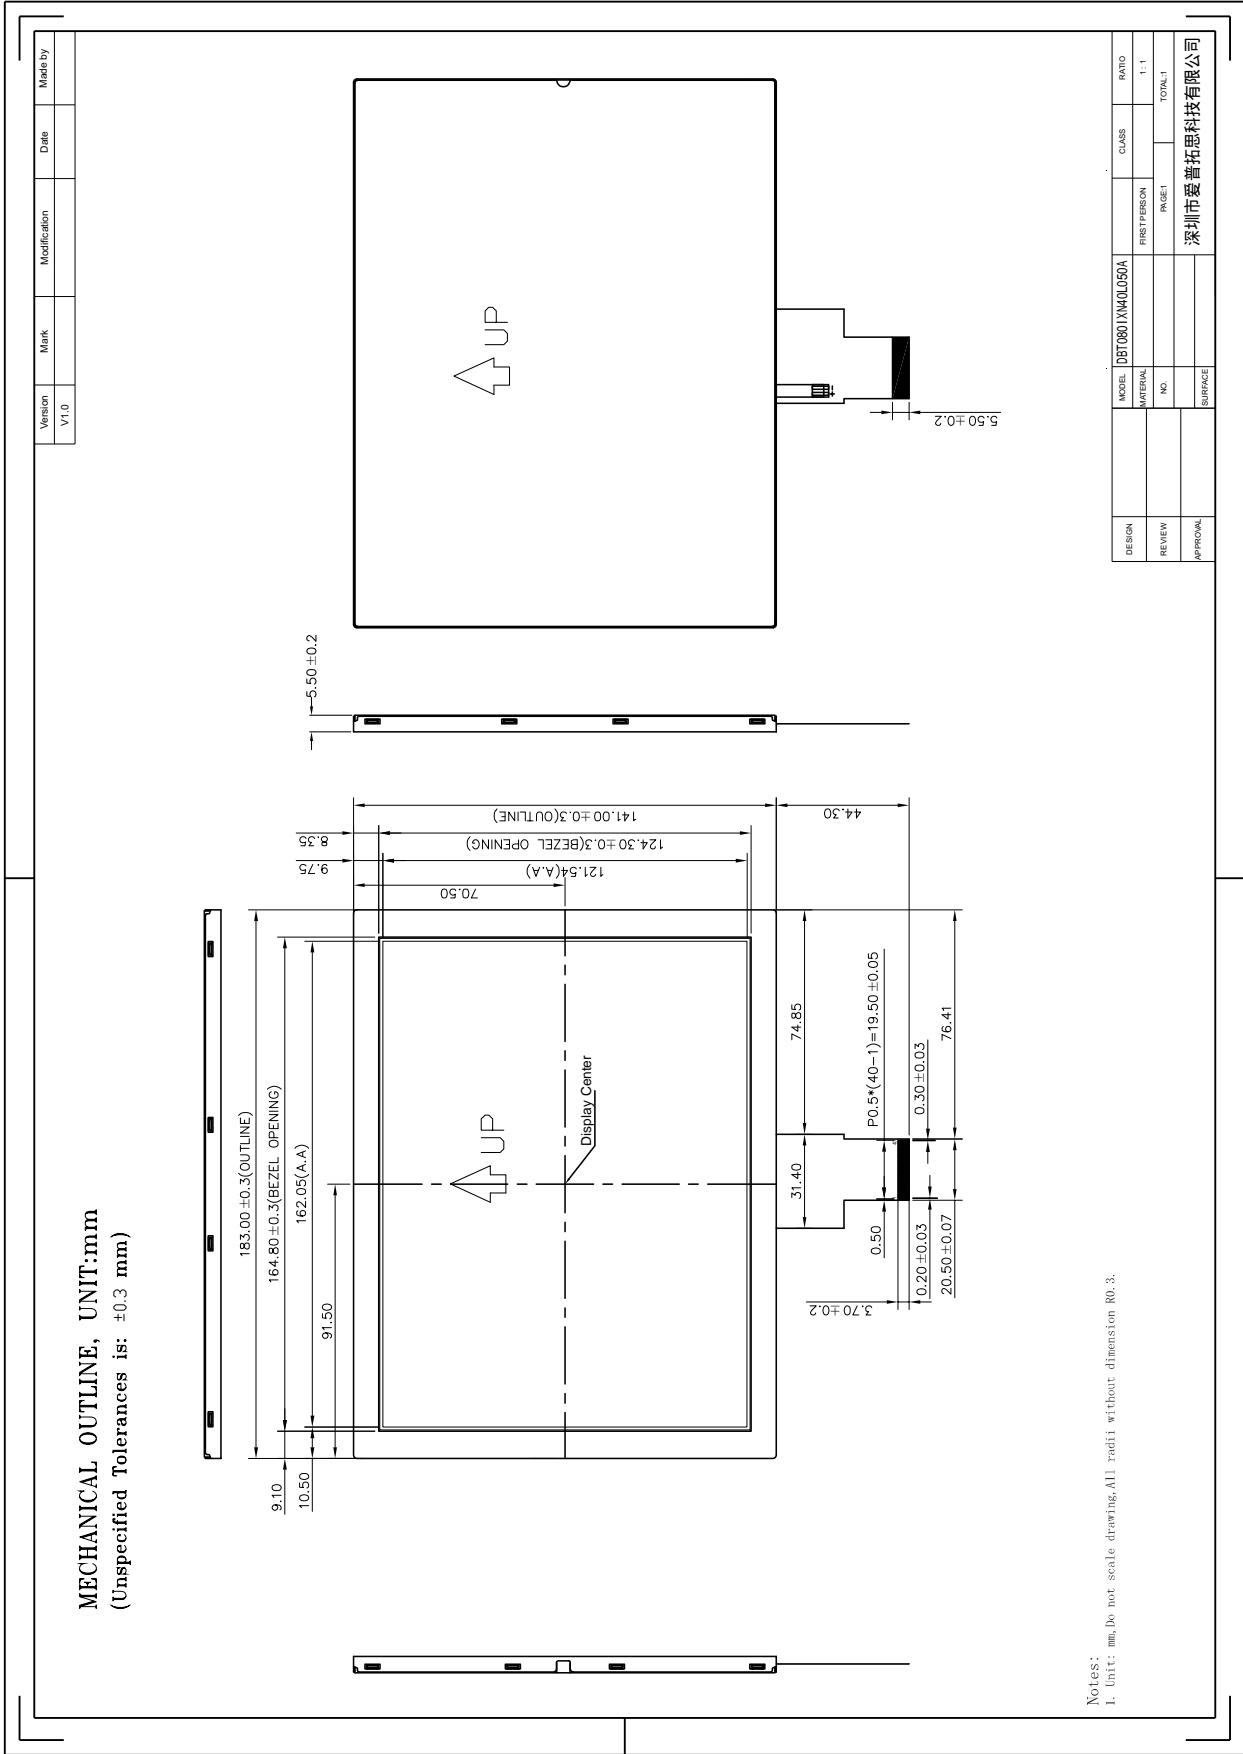 MECHANICAL OUTLINE, UNIT:mm
(Unspecified Tolerances is: ±0.3 mm)
Version Mark Modification Date Made by
V1.0
183.00±0.3(OUTLINE)
164.80±0.3(BEZEL OPENING)
162.05(A.A)
91.50
9.10
10.50
8.35
9.75
141.00±0.3(OUTLINE)
124.30±0.3(BEZEL OPENING)
121.54(A.A)
70.50
44.30
UP
Display Center
74.85
31.40
P0.5*(40-1)=19.50±0.05
0.50
0.30±0.03
0.20±0.03
76.41
20.50±0.07
3.70±0.2
5.50±0.2
UP
5.50±0.2
Notes:
1. Unit: mm,Do not scale drawing,All radii without dimension R0.3.
DESIGN MODEL DBT080IXN40L050A CLASS RATIO
MATERIAL FIRST PERSON 1:1
REVIEW NO. PAGE:1 TOTAL:1
APPROVAL SURFACE 深圳市爱普拓思科技有限公司